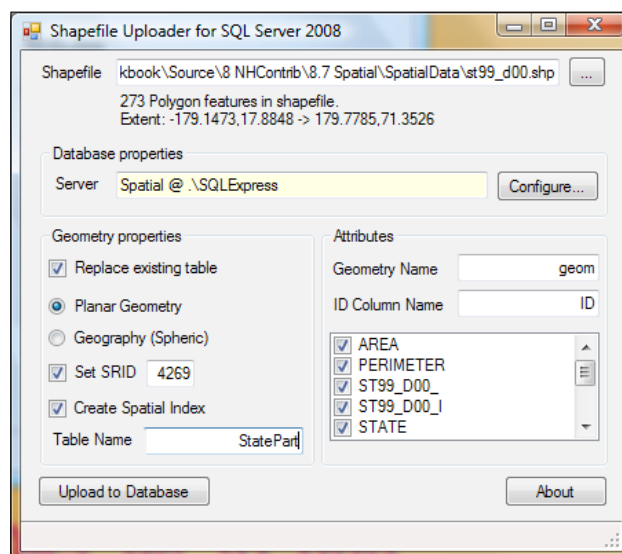 Shapefile Uploader for SQL Server 2008
Shapefile kbook\Source\8 NHContrib\8.7 Spatial\SpatialData\st99_d00.shp ...
273 Polygon features in shapefile.
Extent: -179.1473,17.8848 -> 179.7785,71.3526
Database properties
Server Spatial @ .\SQLExpress Configure...
Geometry properties
Replace existing table
Planar Geometry
Geography (Spheric)
Set SRID 4269
Create Spatial Index
Table Name StatePart
Attributes
Geometry Name geom
ID Column Name ID
AREA
PERIMETER
ST99_D00_
ST99_D00_I
STATE
Upload to Database
About